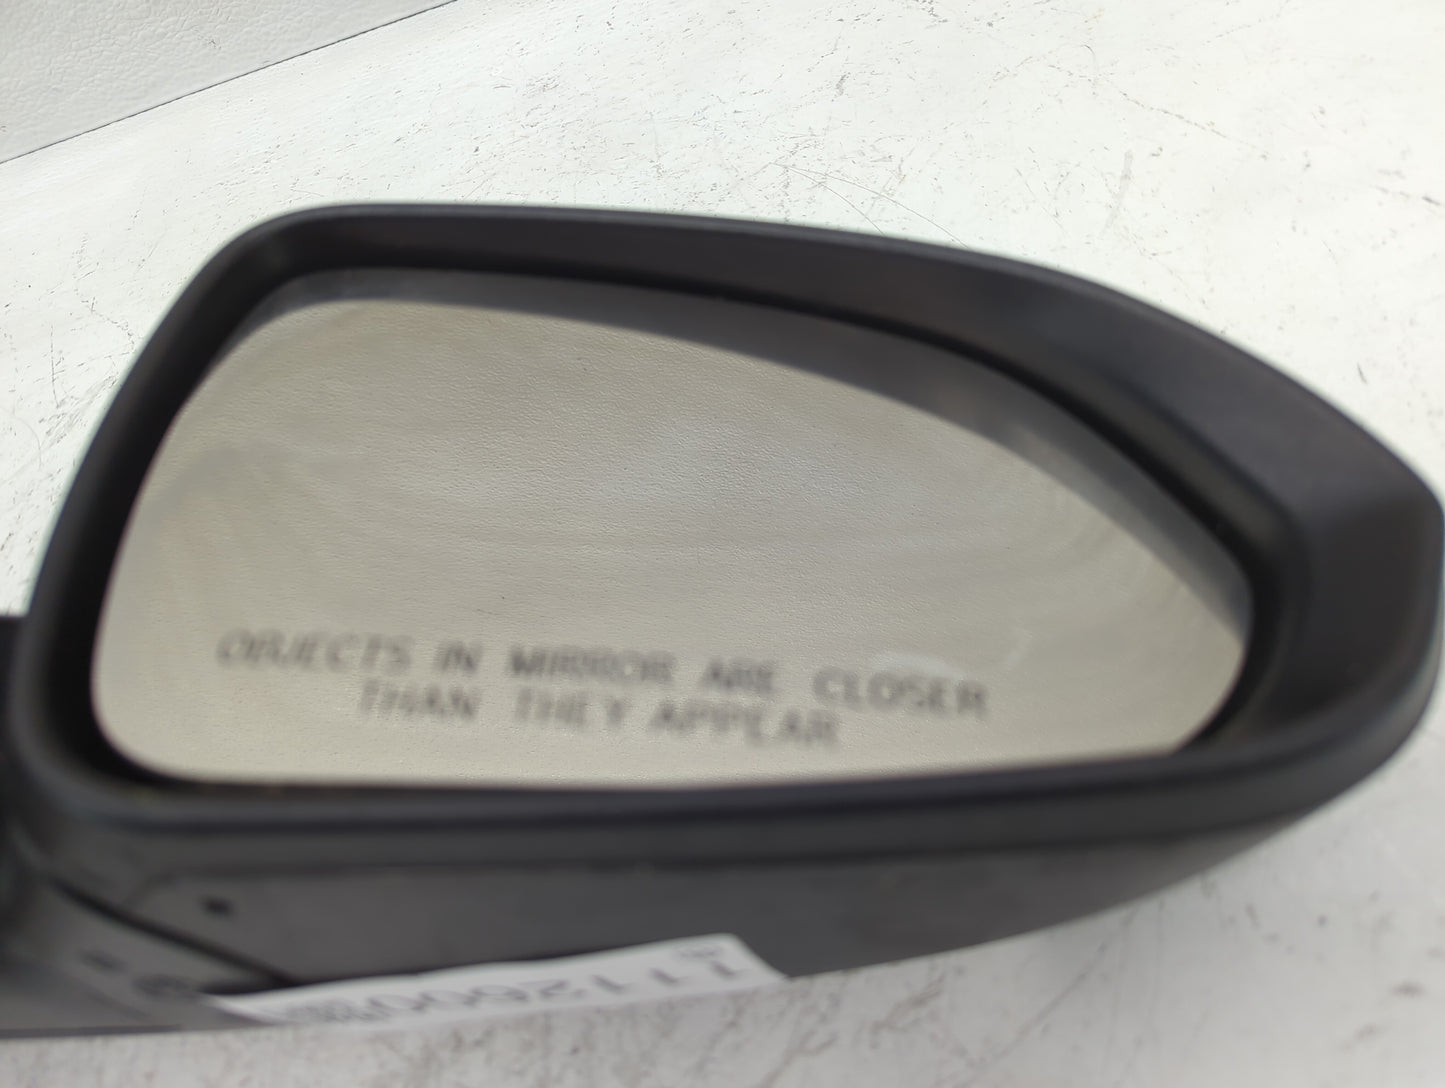 OBJECTS IN MIRROR ARE CLOSER
THAN THEY APPEAR